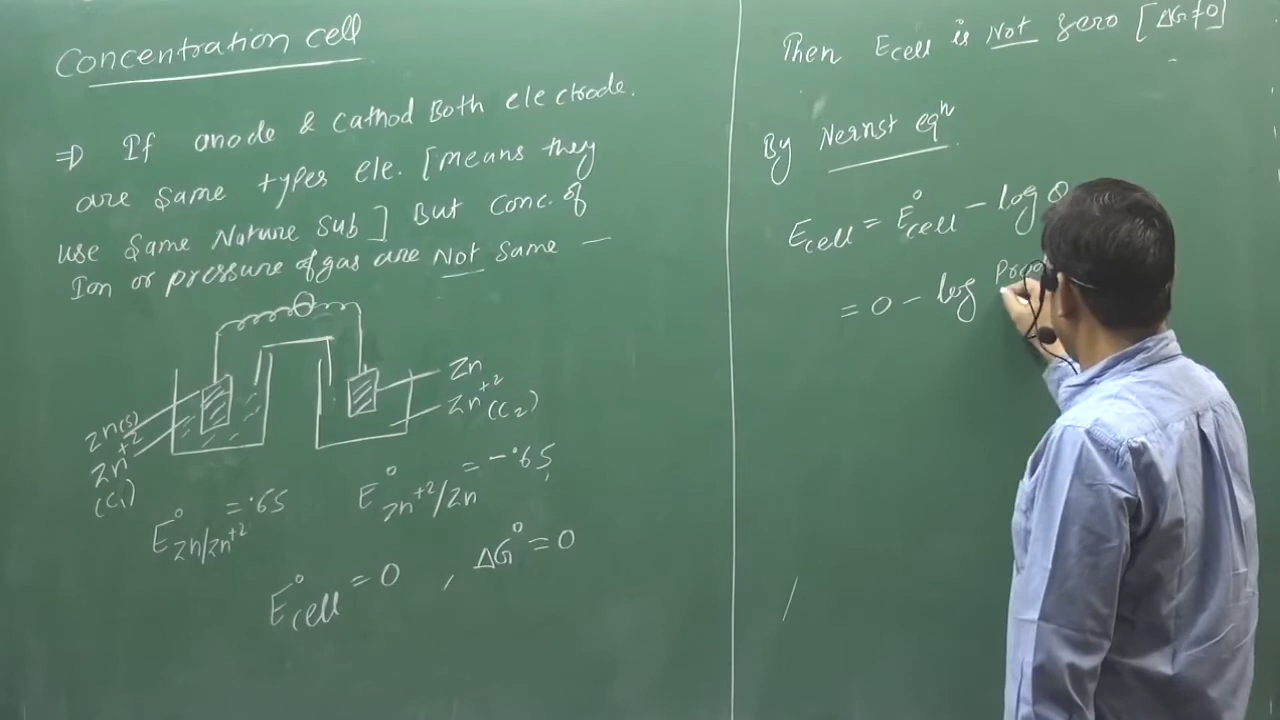 Concentration cell
⇒ If anode & Cathod Both electrode.
are Same types ele. [means they
use Same Nature Sub] But Conc. of
Ion or pressure of gas are Not Same —
Zn(s)
Zn+2
(C1)
Zn
Zn+2 (C2)
E°Zn/Zn+2 = .65
E°Zn+2/Zn = -.65
E°cell = 0 , ΔG° = 0
Then Ecell is Not Zero [ΔG≠0]
By Nernst eqn.
Ecell = E°cell - log Q
= 0 - log